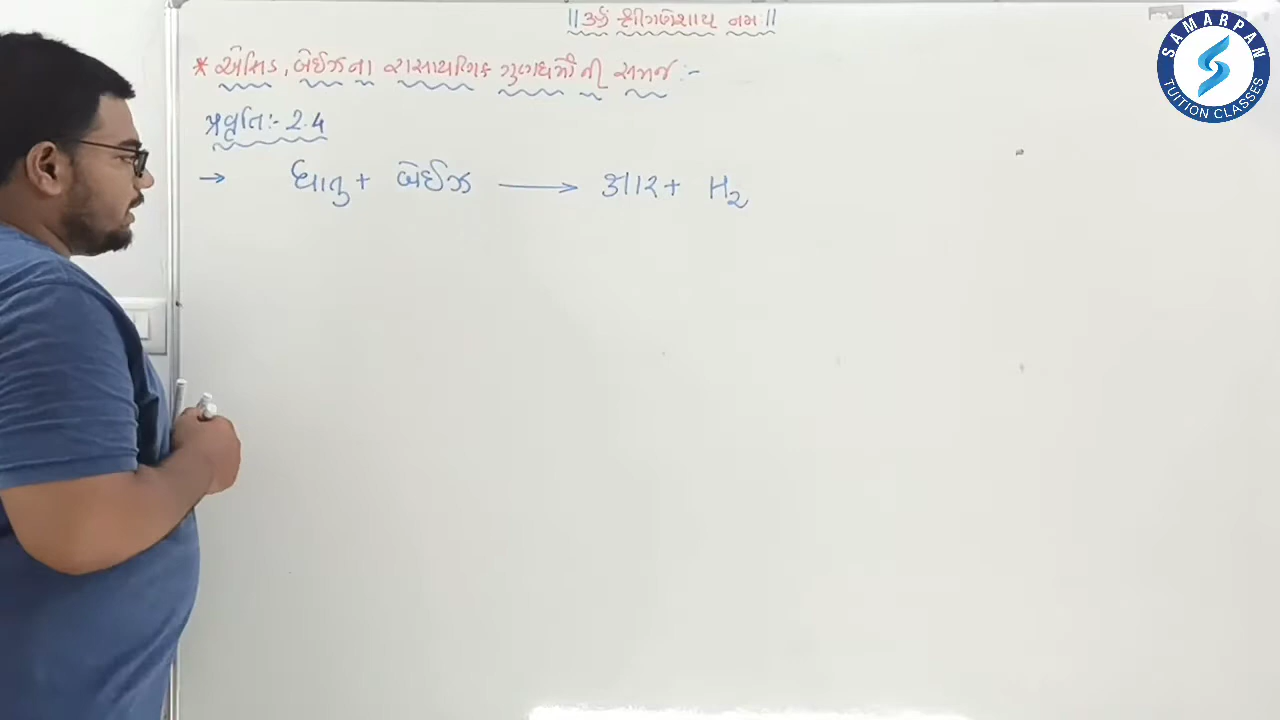 ॥ ૐ શ્રી ગણેશાય નમઃ ॥
* એસિડ, બેઈઝના રાસાયણિક ગુણધર્મોની સમજ :-
પ્રવૃતિ :- 2.4
→ ધાતુ + બેઈઝ ⟶ ક્ષાર + H₂
SAMARPAN
TUITION CLASSES